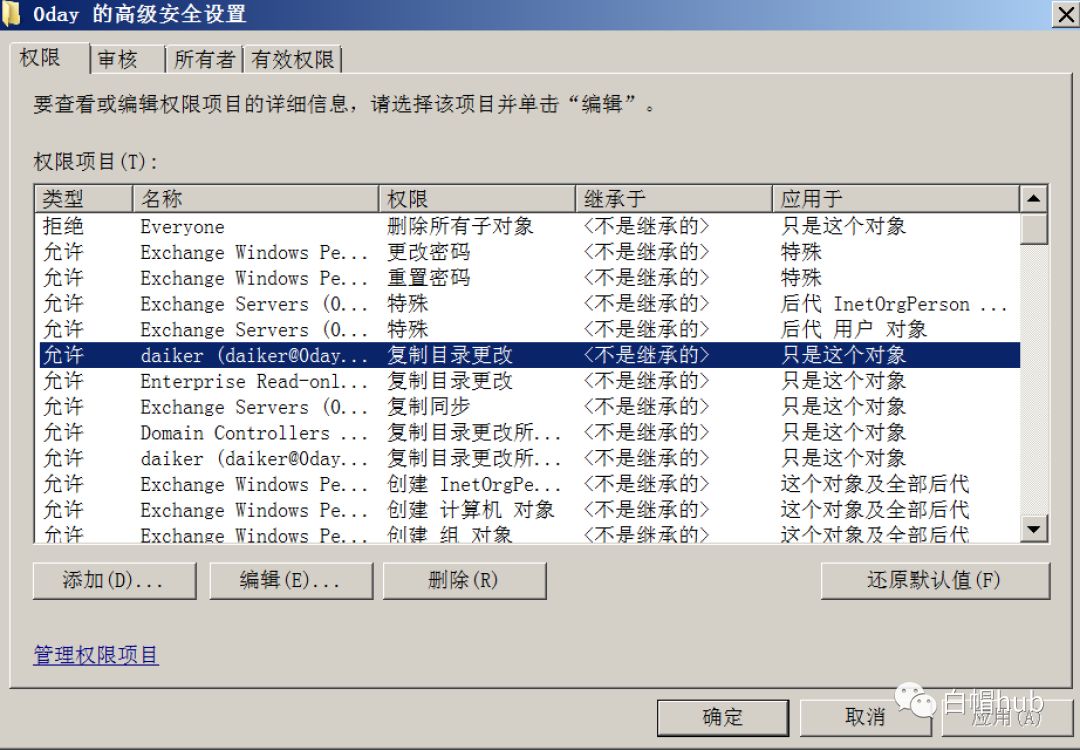 0day 的高级安全设置
权限 审核 所有者 有效权限
要查看或编辑权限项目的详细信息，请选择该项目并单击“编辑”。
权限项目(T)：
类型 名称 权限 继承于 应用于
拒绝 Everyone 删除所有子对象 <不是继承的> 只是这个对象
允许 Exchange Windows Pe... 更改密码 <不是继承的> 特殊
允许 Exchange Windows Pe... 重置密码 <不是继承的> 特殊
允许 Exchange Servers (0... 特殊 <不是继承的> 后代 InetOrgPerson ...
允许 Exchange Servers (0... 特殊 <不是继承的> 后代 用户 对象
允许 daiker (daiker@0day... 复制目录更改 <不是继承的> 只是这个对象
允许 Enterprise Read-onl... 复制目录更改 <不是继承的> 只是这个对象
允许 Exchange Servers (0... 复制同步 <不是继承的> 只是这个对象
允许 Domain Controllers ... 复制目录更改所... <不是继承的> 只是这个对象
允许 daiker (daiker@0day... 复制目录更改所... <不是继承的> 只是这个对象
允许 Exchange Windows Pe... 创建 InetOrgPe... <不是继承的> 这个对象及全部后代
允许 Exchange Windows Pe... 创建 计算机 对象 <不是继承的> 这个对象及全部后代
允许 Exchange Windows Pe... 创建 组 对象 <不是继承的> 这个对象及全部后代
添加(D)... 编辑(E)... 删除(R) 还原默认值(F)
管理权限项目
确定 取消 应用(A)
白帽hub